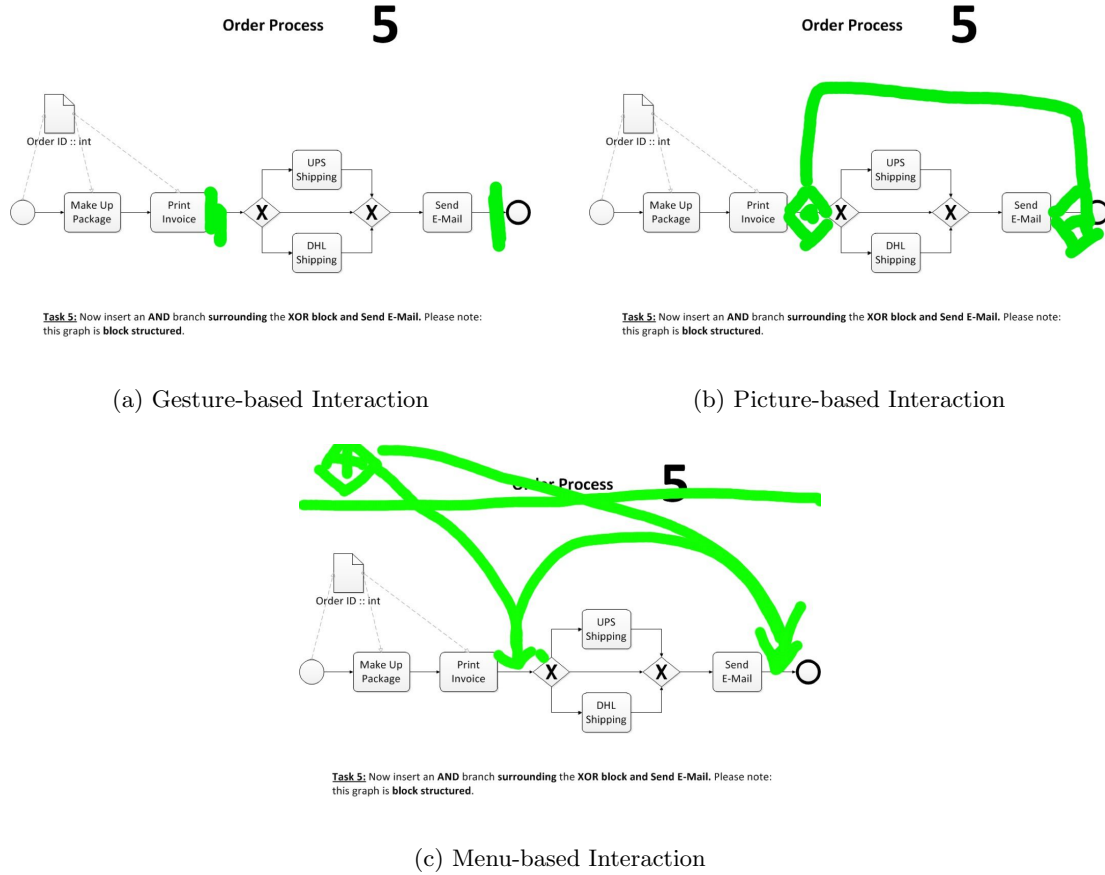 Order Process 5
Order ID :: int
UPS
Shipping
Make Up
Package
Print
Invoice
X
X
Send
E-Mail
DHL
Shipping
Task 5: Now insert an AND branch surrounding the XOR block and Send E-Mail. Please note:
this graph is block structured.
(a) Gesture-based Interaction
Order Process 5
Order ID :: int
UPS
Shipping
Make Up
Package
Print
Invoice
X
X
Send
E-Mail
DHL
Shipping
Task 5: Now insert an AND branch surrounding the XOR block and Send E-Mail. Please note:
this graph is block structured.
(b) Picture-based Interaction
Order Process 5
Order ID :: int
UPS
Shipping
Make Up
Package
Print
Invoice
X
X
Send
E-Mail
DHL
Shipping
Task 5: Now insert an AND branch surrounding the XOR block and Send E-Mail. Please note:
this graph is block structured.
(c) Menu-based Interaction